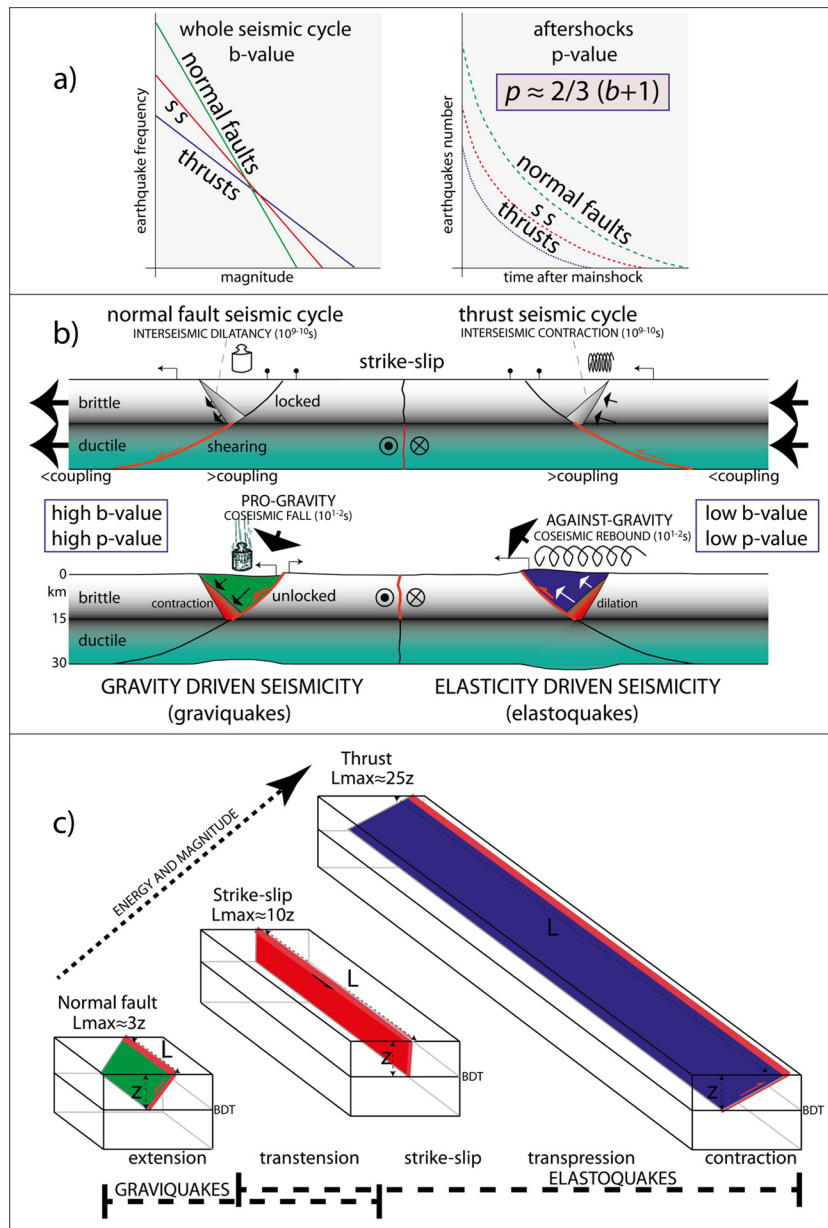 a)
whole seismic cycle
b-value
normal faults
s s
thrusts
earthquake frequency
magnitude
aftershocks
p-value
p ≈ 2/3 (b+1)
normal faults
s s
thrusts
earthquakes number
time after mainshock
b)
normal fault seismic cycle
INTERSEISMIC DILATANCY (10⁹⁻¹⁰s)
thrust seismic cycle
INTERSEISMIC CONTRACTION (10⁹⁻¹⁰s)
strike-slip
brittle
locked
ductile
shearing
<coupling
>coupling
>coupling
<coupling
high b-value
high p-value
PRO-GRAVITY
COSEISMIC FALL (10¹⁻²s)
AGAINST-GRAVITY
COSEISMIC REBOUND (10¹⁻²s)
low b-value
low p-value
0
km
brittle
contraction
unlocked
dilation
15
ductile
30
GRAVITY DRIVEN SEISMICITY
(graviquakes)
ELASTICITY DRIVEN SEISMICITY
(elastoquakes)
c)
ENERGY AND MAGNITUDE
Thrust
Lmax≈25z
L
Strike-slip
Lmax≈10z
L
Normal fault
Lmax≈3z
L
z
BDT
z
BDT
z
BDT
extension
transtension
strike-slip
transpression
contraction
GRAVIQUAKES
ELASTOQUAKES